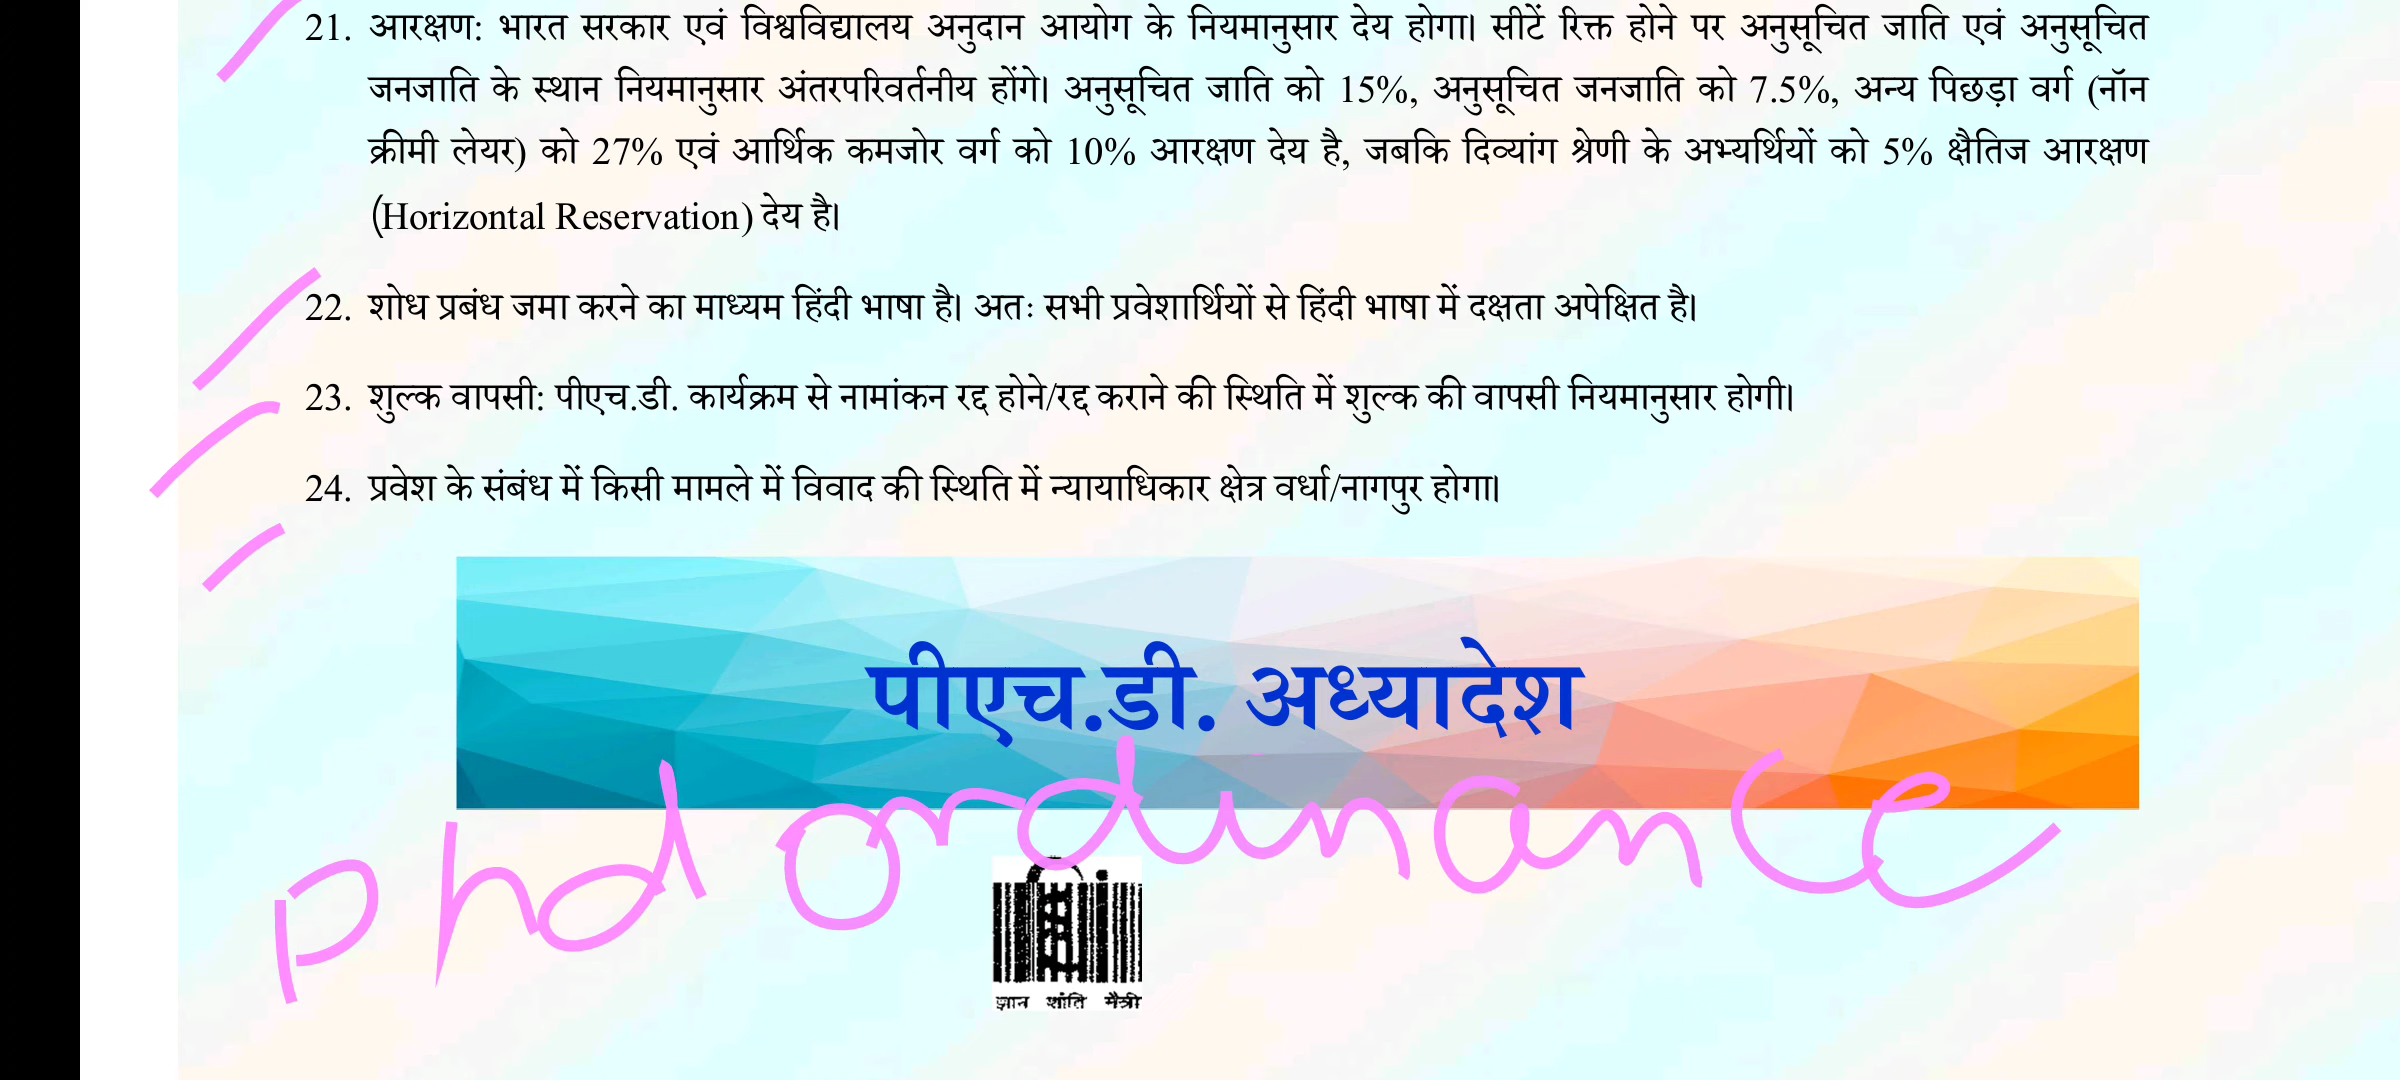 21. आरक्षण: भारत सरकार एवं विश्वविद्यालय अनुदान आयोग के नियमानुसार देय होगा। सीटें रिक्त होने पर अनुसूचित जाति एवं अनुसूचित
जनजाति के स्थान नियमानुसार अंतरपरिवर्तनीय होंगे। अनुसूचित जाति को 15%, अनुसूचित जनजाति को 7.5%, अन्य पिछड़ा वर्ग (नॉन
क्रीमी लेयर) को 27% एवं आर्थिक कमजोर वर्ग को 10% आरक्षण देय है, जबकि दिव्यांग श्रेणी के अभ्यर्थियों को 5% क्षैतिज आरक्षण
(Horizontal Reservation) देय है।
22. शोध प्रबंध जमा करने का माध्यम हिंदी भाषा है। अतः सभी प्रवेशार्थियों से हिंदी भाषा में दक्षता अपेक्षित है।
23. शुल्क वापसी: पीएच.डी. कार्यक्रम से नामांकन रद्द होने/रद्द कराने की स्थिति में शुल्क की वापसी नियमानुसार होगी।
24. प्रवेश के संबंध में किसी मामले में विवाद की स्थिति में न्यायाधिकार क्षेत्र वर्धा/नागपुर होगा।
पीएच.डी. अध्यादेश
phd ordinance
ज्ञान शांति मैत्री